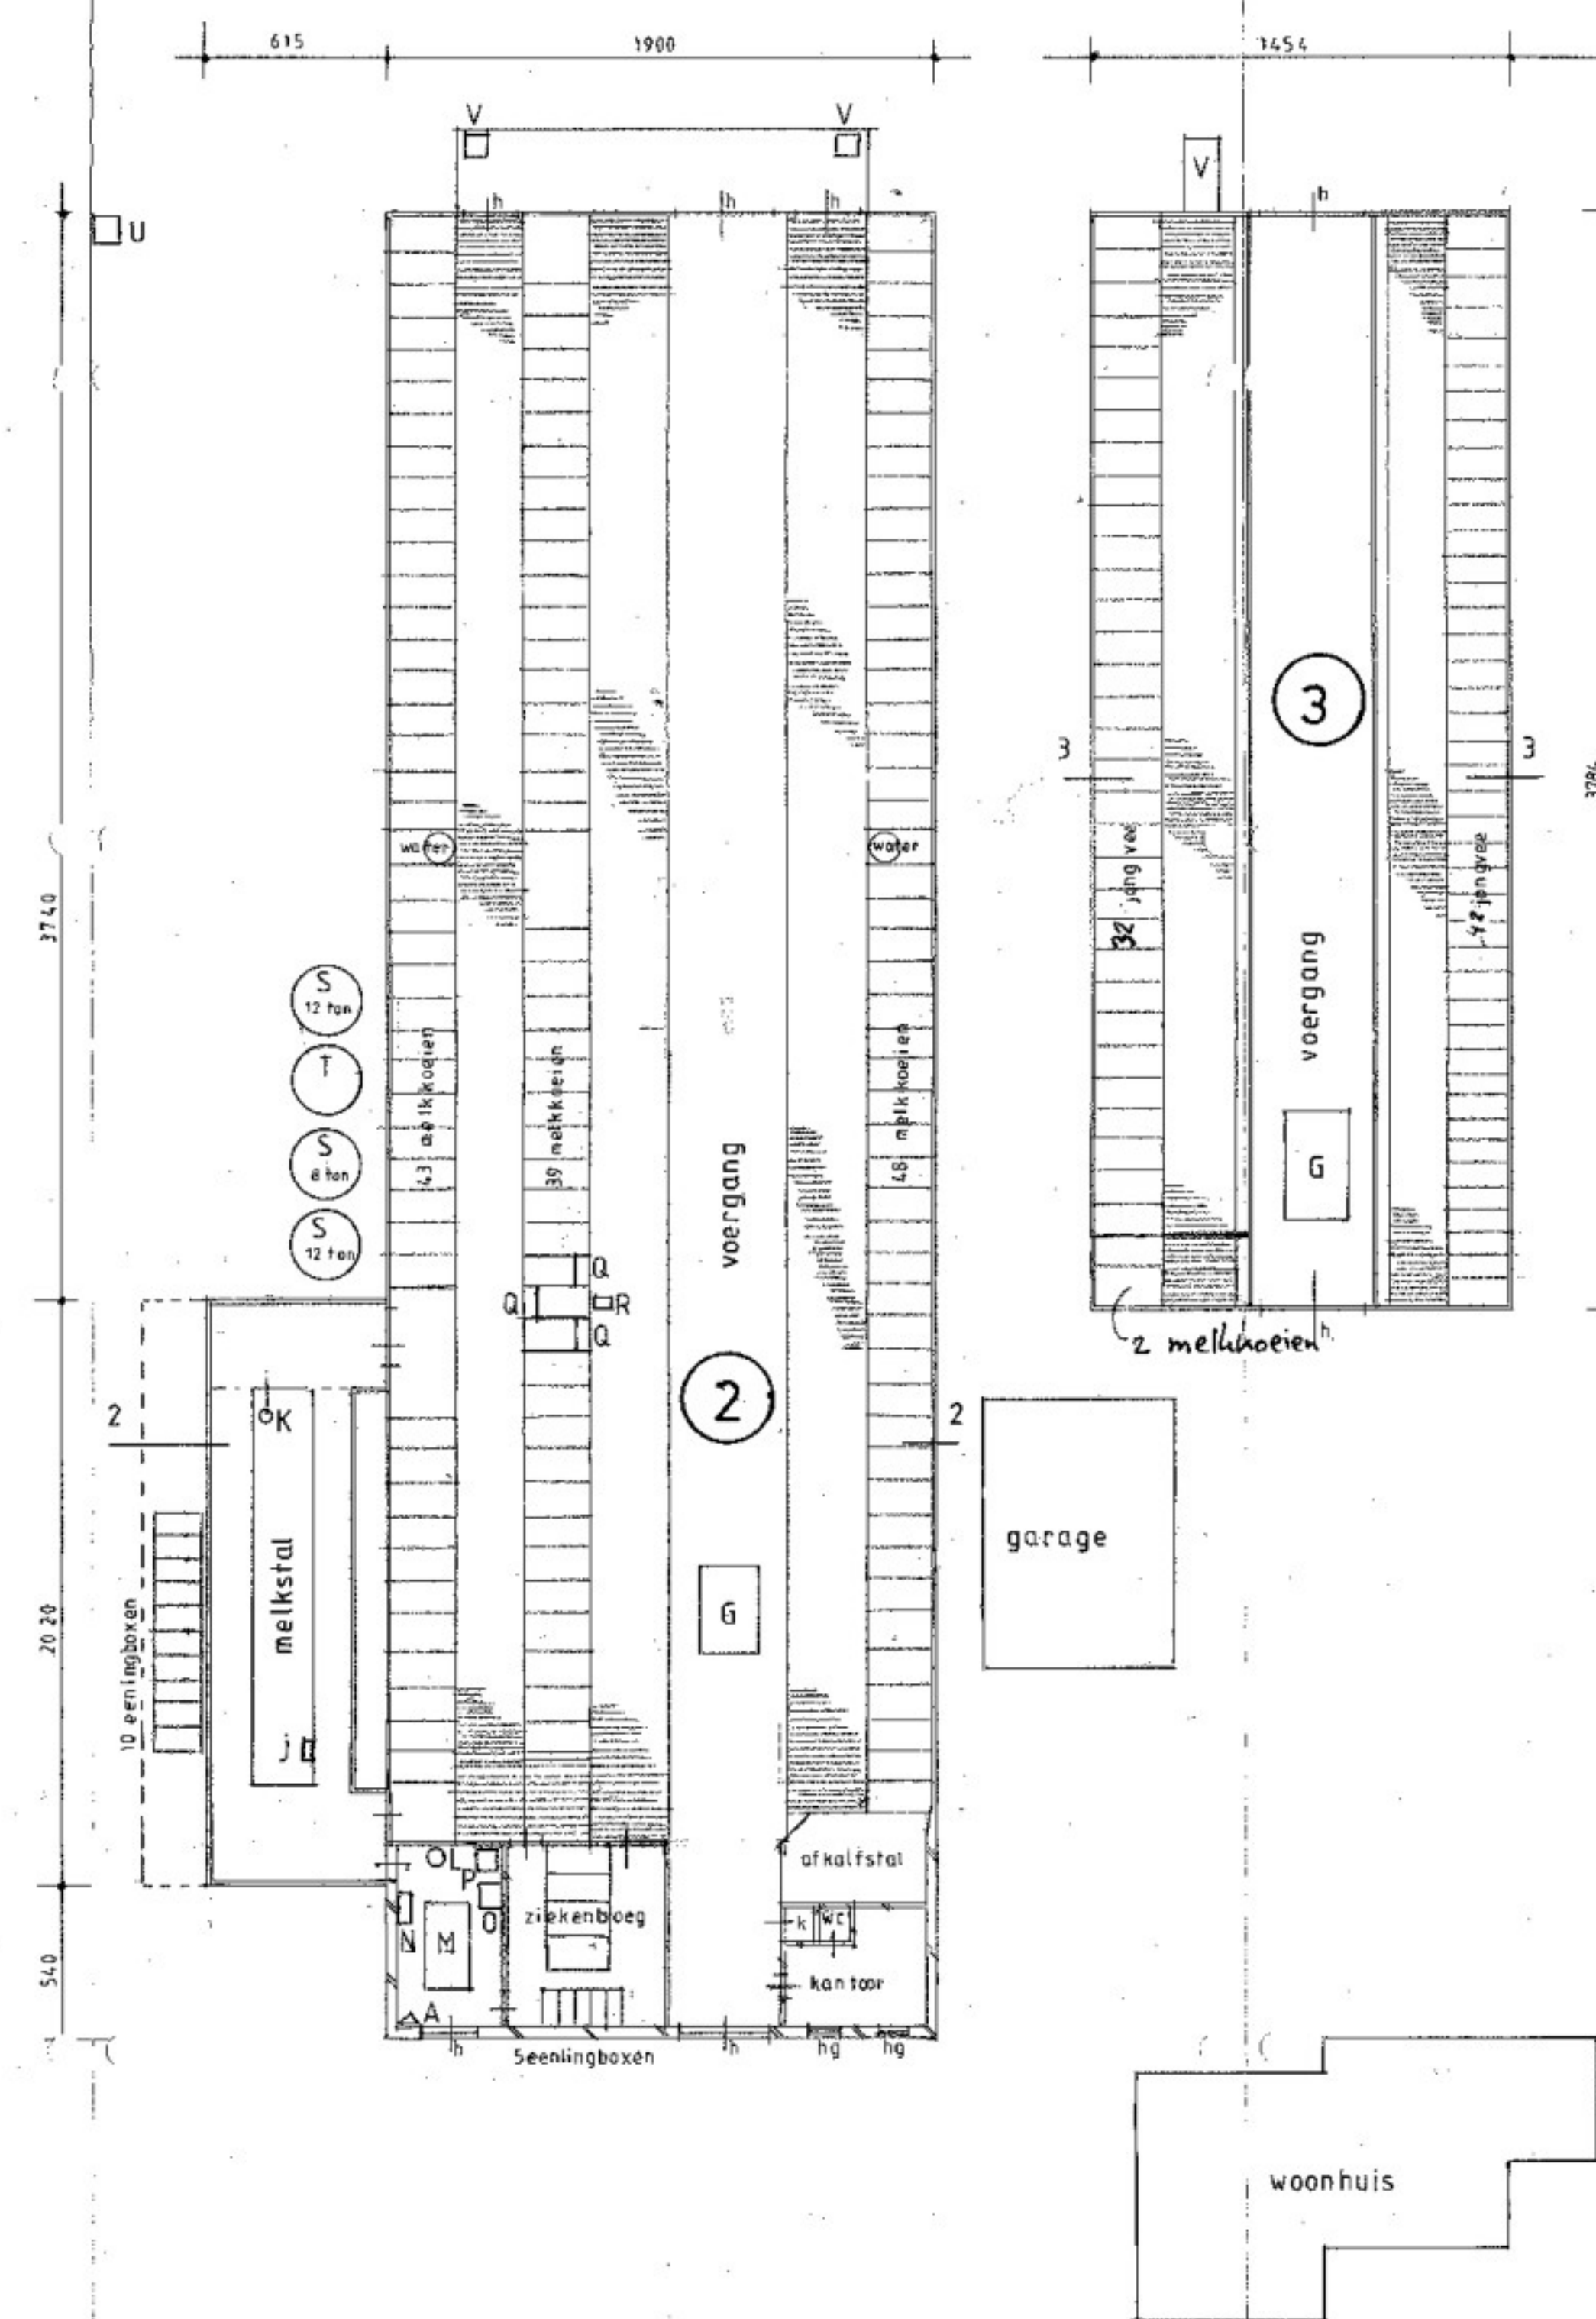 615
1900
1454
V
V
V
U
h
h
h
h
3
3
3
water
water
3740
32 jong vee
42 jongvee
voergang
S
12 ton
T
S
8 ton
S
12 ton
43 melkkoeien
39 melkkoeien
48 melkkoeien
voergang
G
Q
Q
R
Q
h
2 melkkoeien
2
2
2
K
garage
melkstal
10 eenlingboxen
2020
G
O
L
P
afkalfstal
ziekenboeg
k
wc
N
M
O
kantoor
540
A
h
5eenlingboxen
h
hg
hg
woonhuis